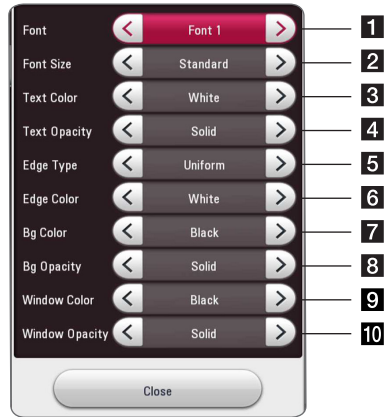 Font Font 1 1
Font Size Standard 2
Text Color White 3
Text Opacity Solid 4
Edge Type Uniform 5
Edge Color White 6
Bg Color Black 7
Bg Opacity Solid 8
Window Color Black 9
Window Opacity Solid 10
Close